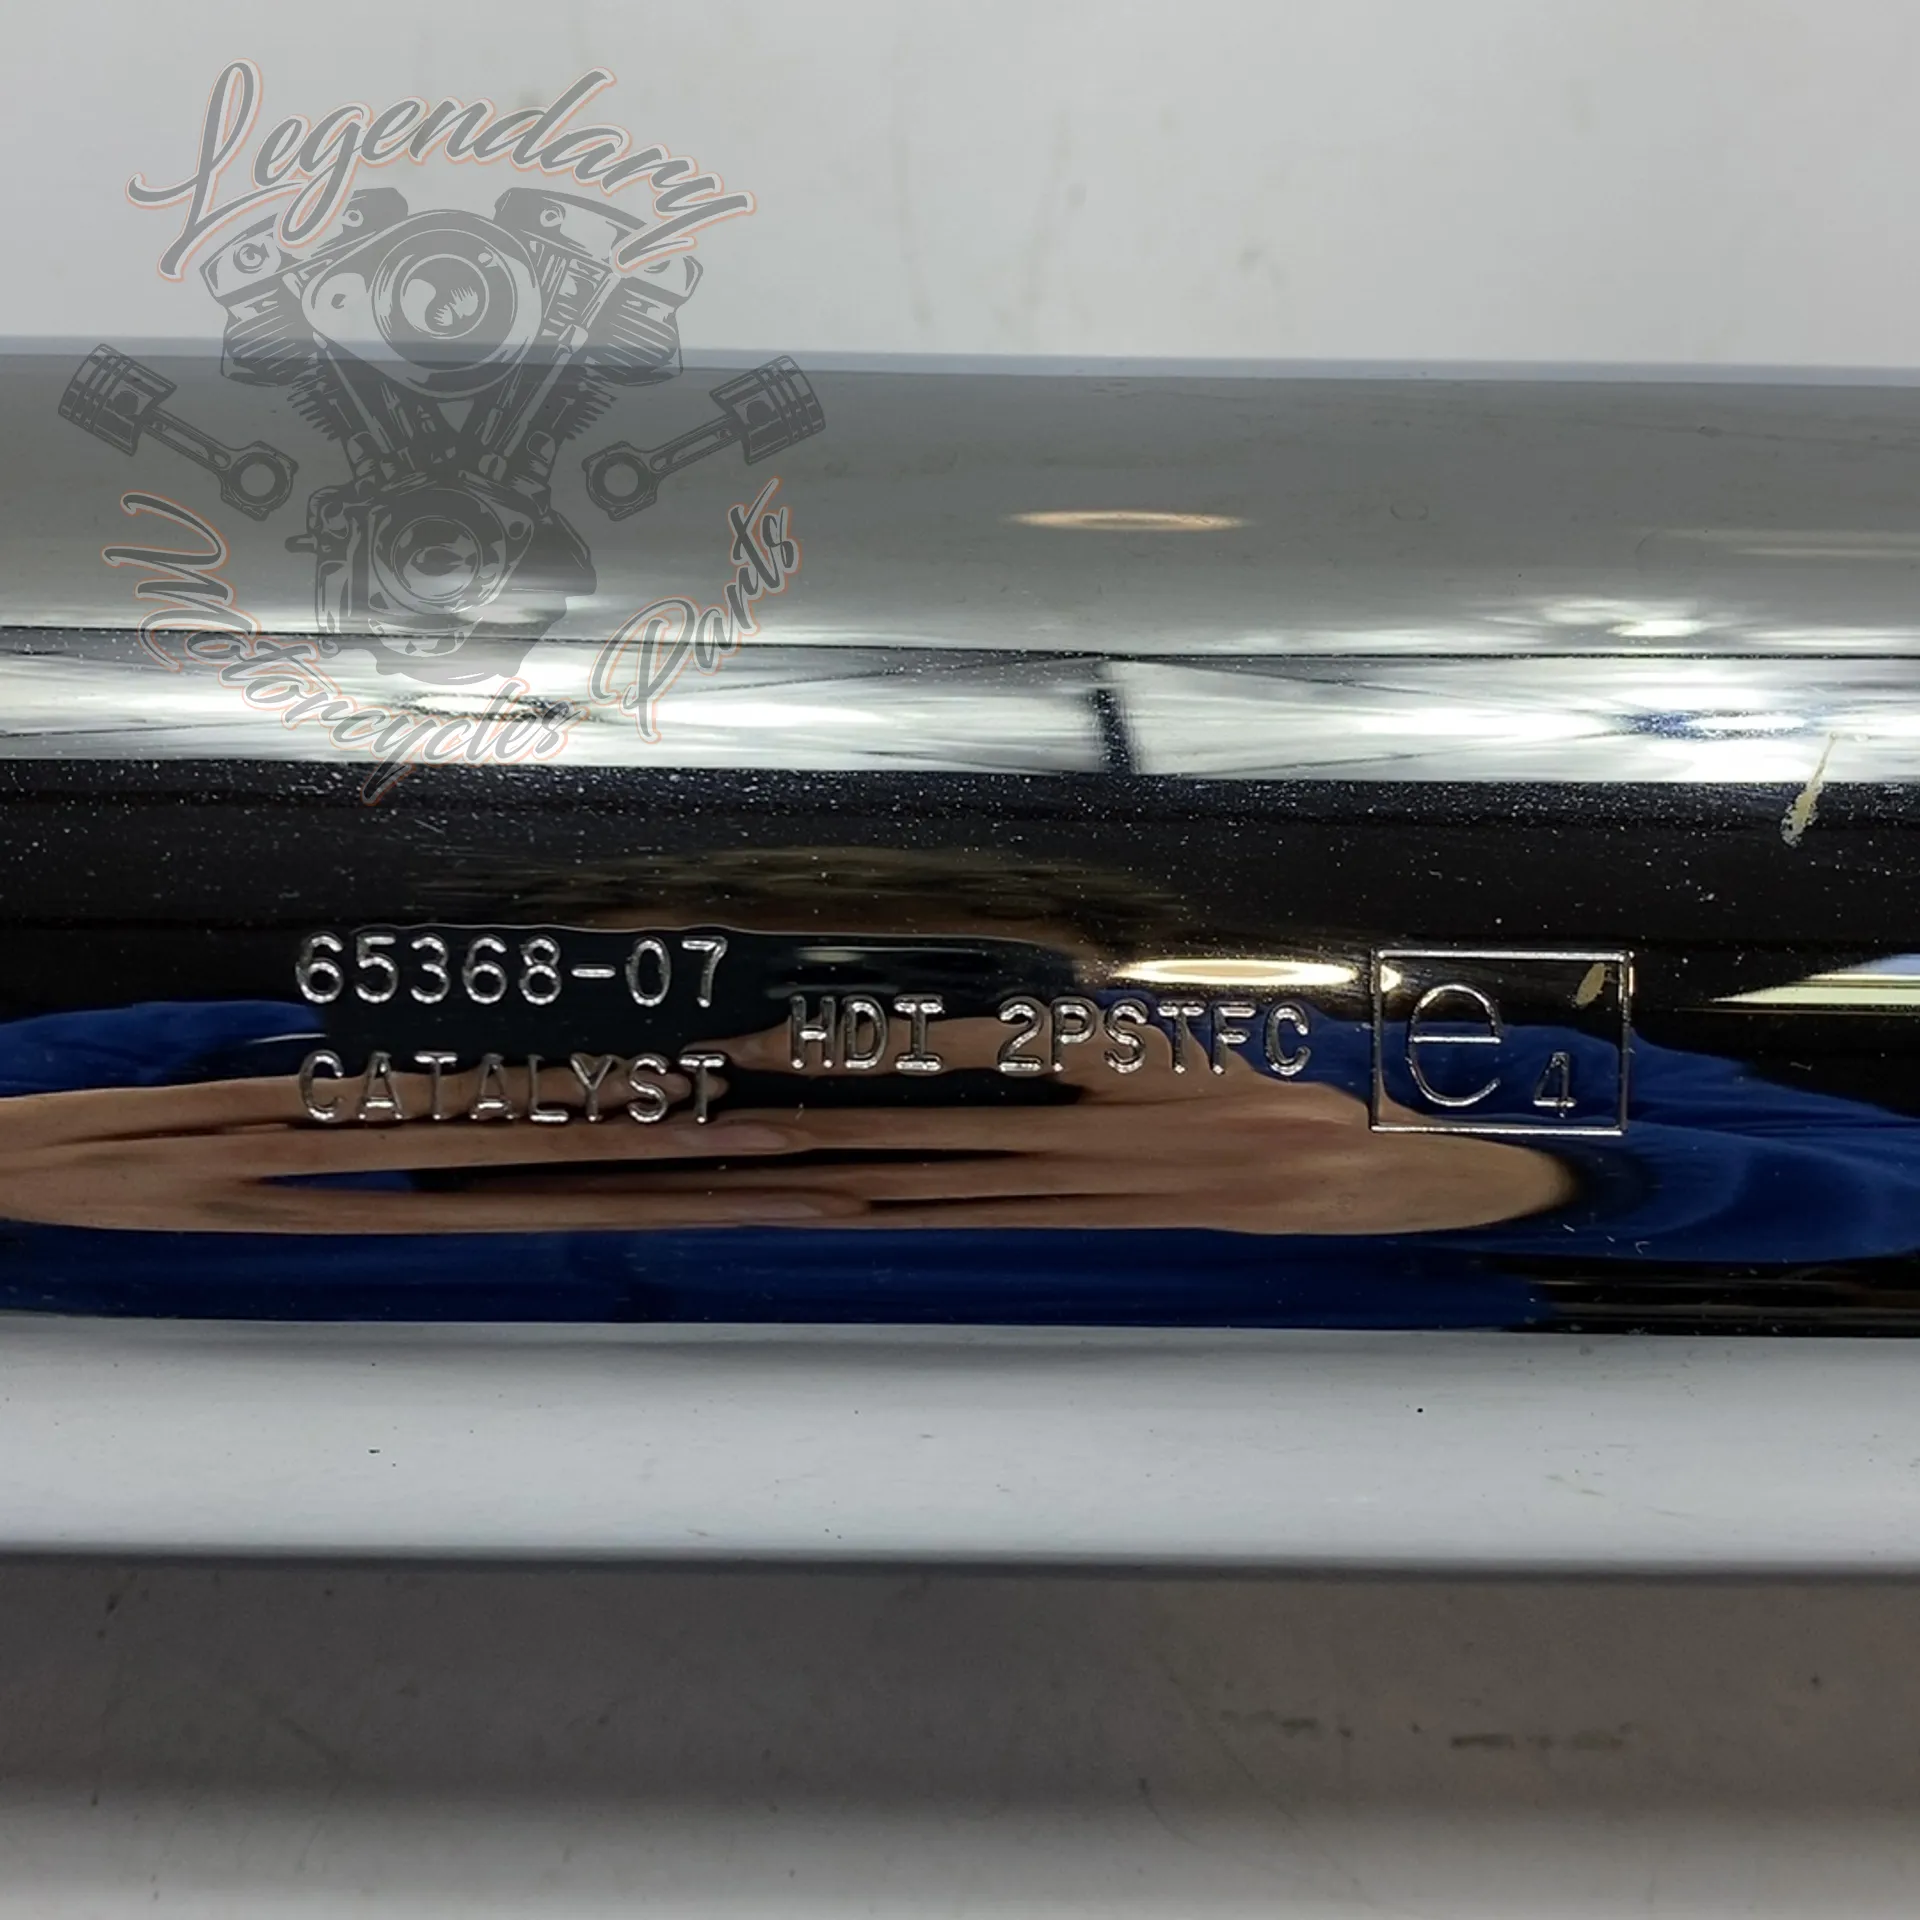 Legendary
Motorcycles Parts
65368-07
CATALYST
HDI 2PSTFC
e4